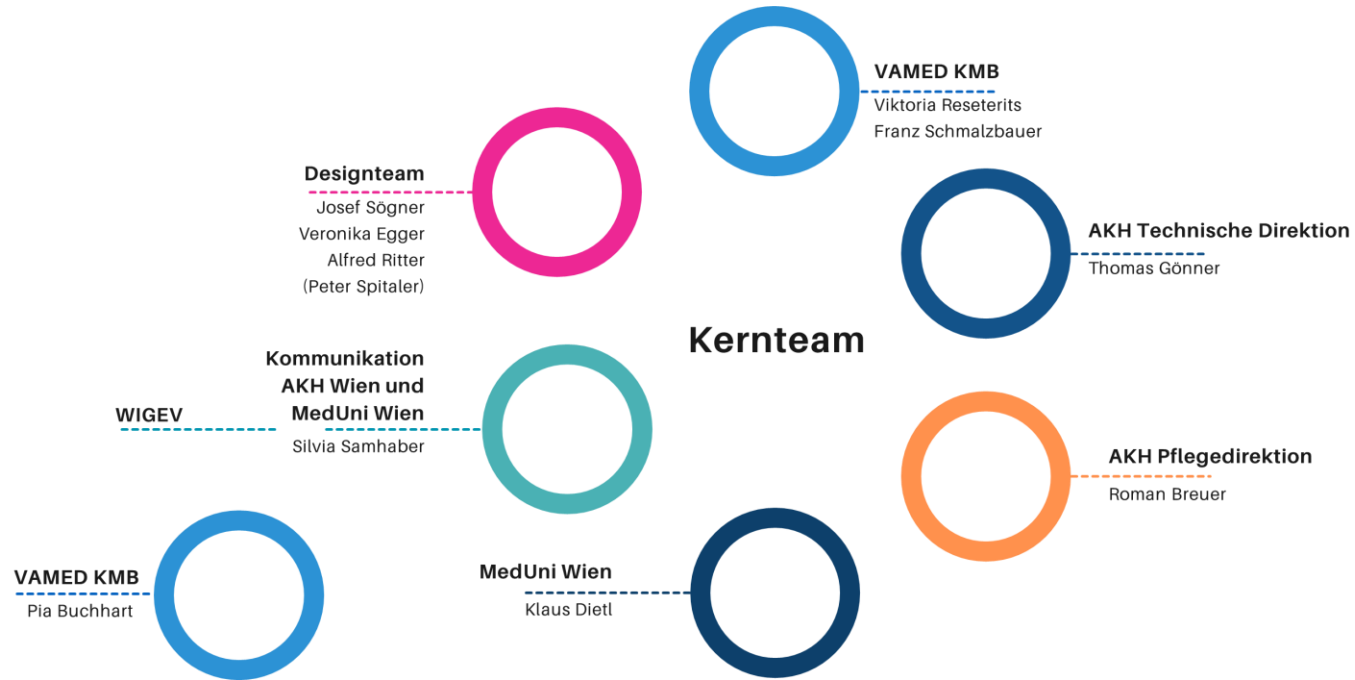 VAMED KMB
Viktoria Reseterits
Franz Schmalzbauer
Designteam
Josef Sögner
Veronika Egger
Alfred Ritter
(Peter Spitaler)
AKH Technische Direktion
Thomas Gönner
Kernteam
Kommunikation
AKH Wien und
MedUni Wien
Silvia Samhaber
WIGEV
AKH Pflegedirektion
Roman Breuer
VAMED KMB
Pia Buchhart
MedUni Wien
Klaus Dietl